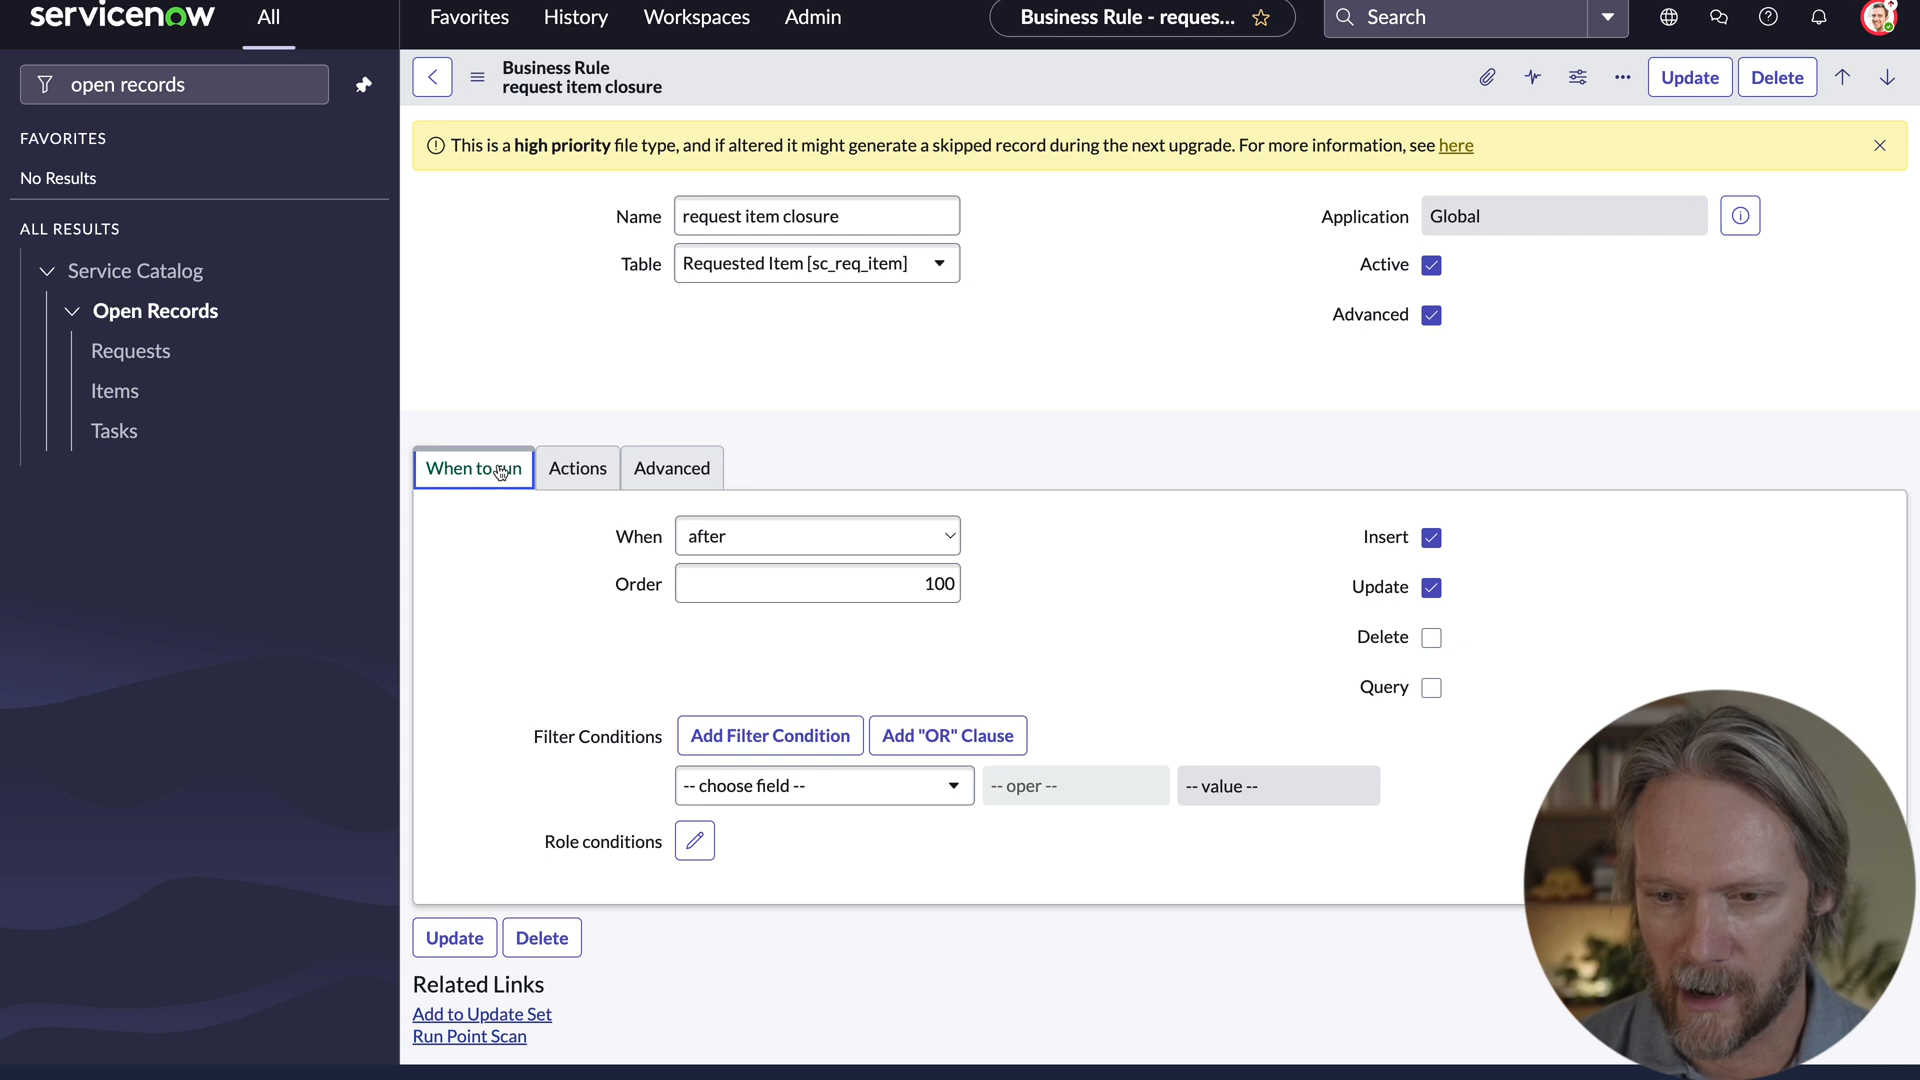 servicenow
All
Favorites
History
Workspaces
Admin
Business Rule - reques...
Search
open records
FAVORITES
No Results
ALL RESULTS
Service Catalog
Open Records
Requests
Items
Tasks
Business Rule
request item closure
Update
Delete
This is a high priority file type, and if altered it might generate a skipped record during the next upgrade. For more information, see here
Name
request item closure
Application
Global
Table
Requested Item [sc_req_item]
Active
Advanced
When to run
Actions
Advanced
When
after
Insert
Order
100
Update
Delete
Query
Filter Conditions
Add Filter Condition
Add "OR" Clause
-- choose field --
-- oper --
-- value --
Role conditions
Update
Delete
Related Links
Add to Update Set
Run Point Scan